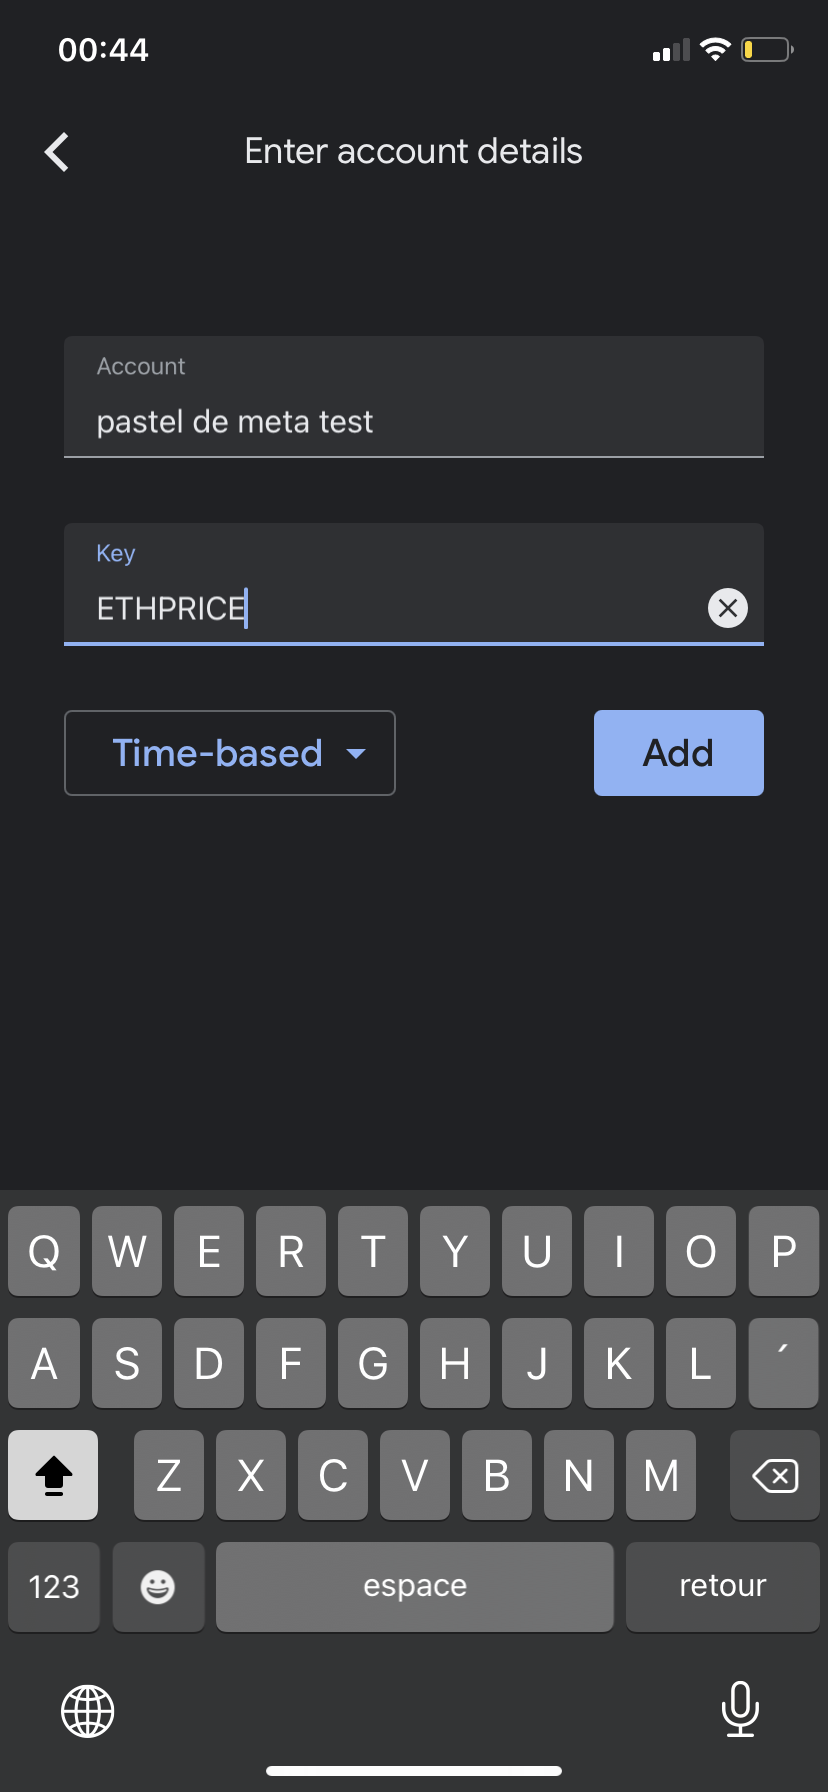 00:44
Enter account details
Account
pastel de meta test
Key
ETHPRICE
Time-based
Add
Q W E R T Y U I O P
A S D F G H J K L ´
Z X C V B N M
123 espace retour